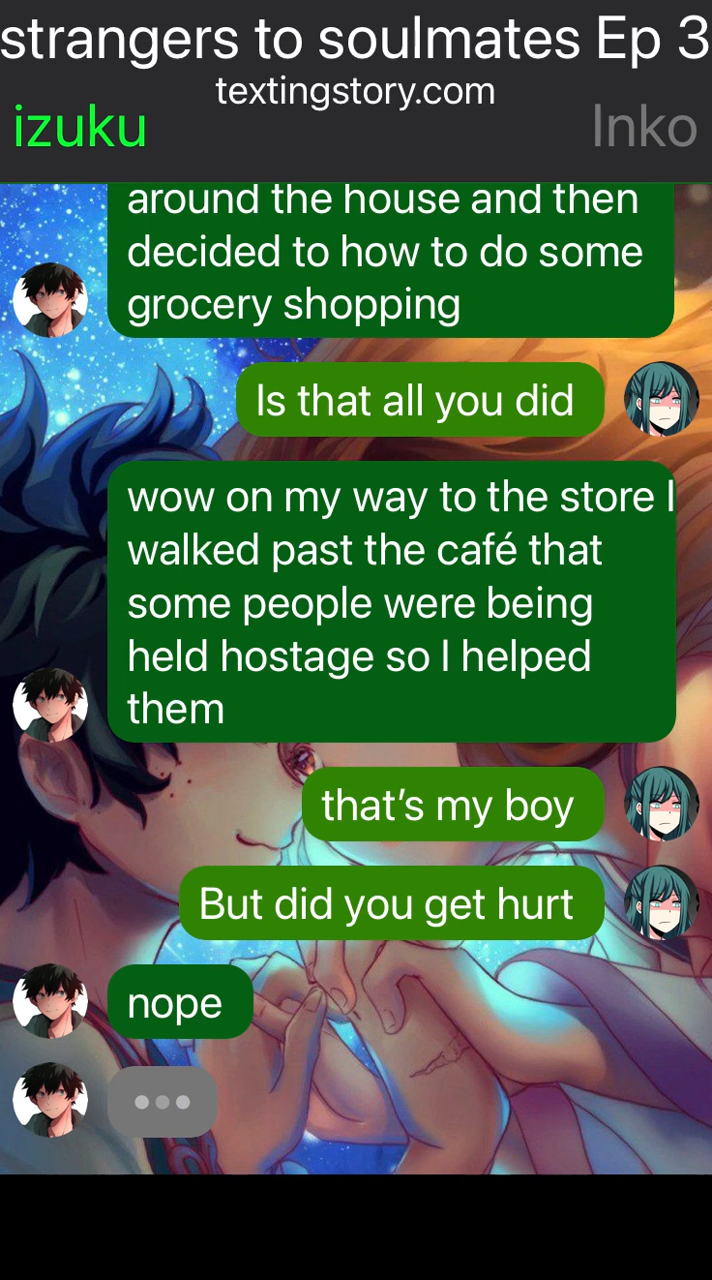 strangers to soulmates Ep 3
textingstory.com
izuku
Inko
around the house and then
decided to how to do some
grocery shopping
Is that all you did
wow on my way to the store I
walked past the café that
some people were being
held hostage so I helped
them
that’s my boy
But did you get hurt
nope